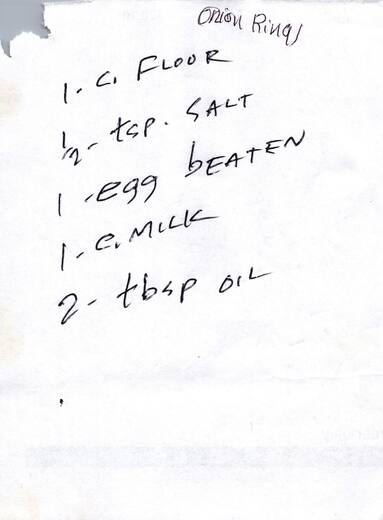 Onion Rings
1 - c. FLOOR
1/2 - tsp. SALT
1 - egg bEATEN
1 - c. MILK
2 - tbsp OIL